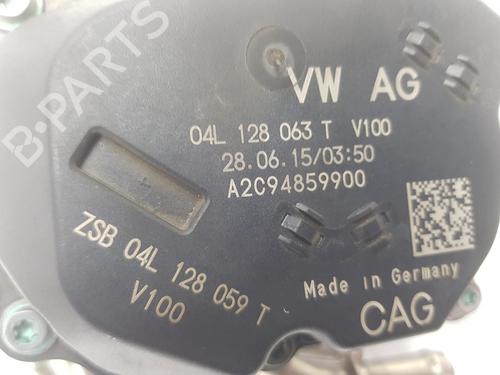 B-PARTS
VW AG
04L 128 063 T V100
28.06.15/03:50
A2C94859900
ZSB 04L 128 059 T
V100
Made in Germany
CAG